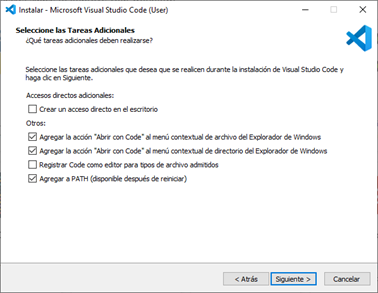 Instalar - Microsoft Visual Studio Code (User)
Seleccione las Tareas Adicionales
¿Qué tareas adicionales deben realizarse?
Seleccione las tareas adicionales que desea que se realicen durante la instalación de Visual Studio Code y
haga clic en Siguiente.
Accesos directos adicionales:
Crear un acceso directo en el escritorio
Otros:
Agregar la acción "Abrir con Code" al menú contextual de archivo del Explorador de Windows
Agregar la acción "Abrir con Code" al menú contextual de directorio del Explorador de Windows
Registrar Code como editor para tipos de archivo admitidos
Agregar a PATH (disponible después de reiniciar)
< Atrás Siguiente > Cancelar